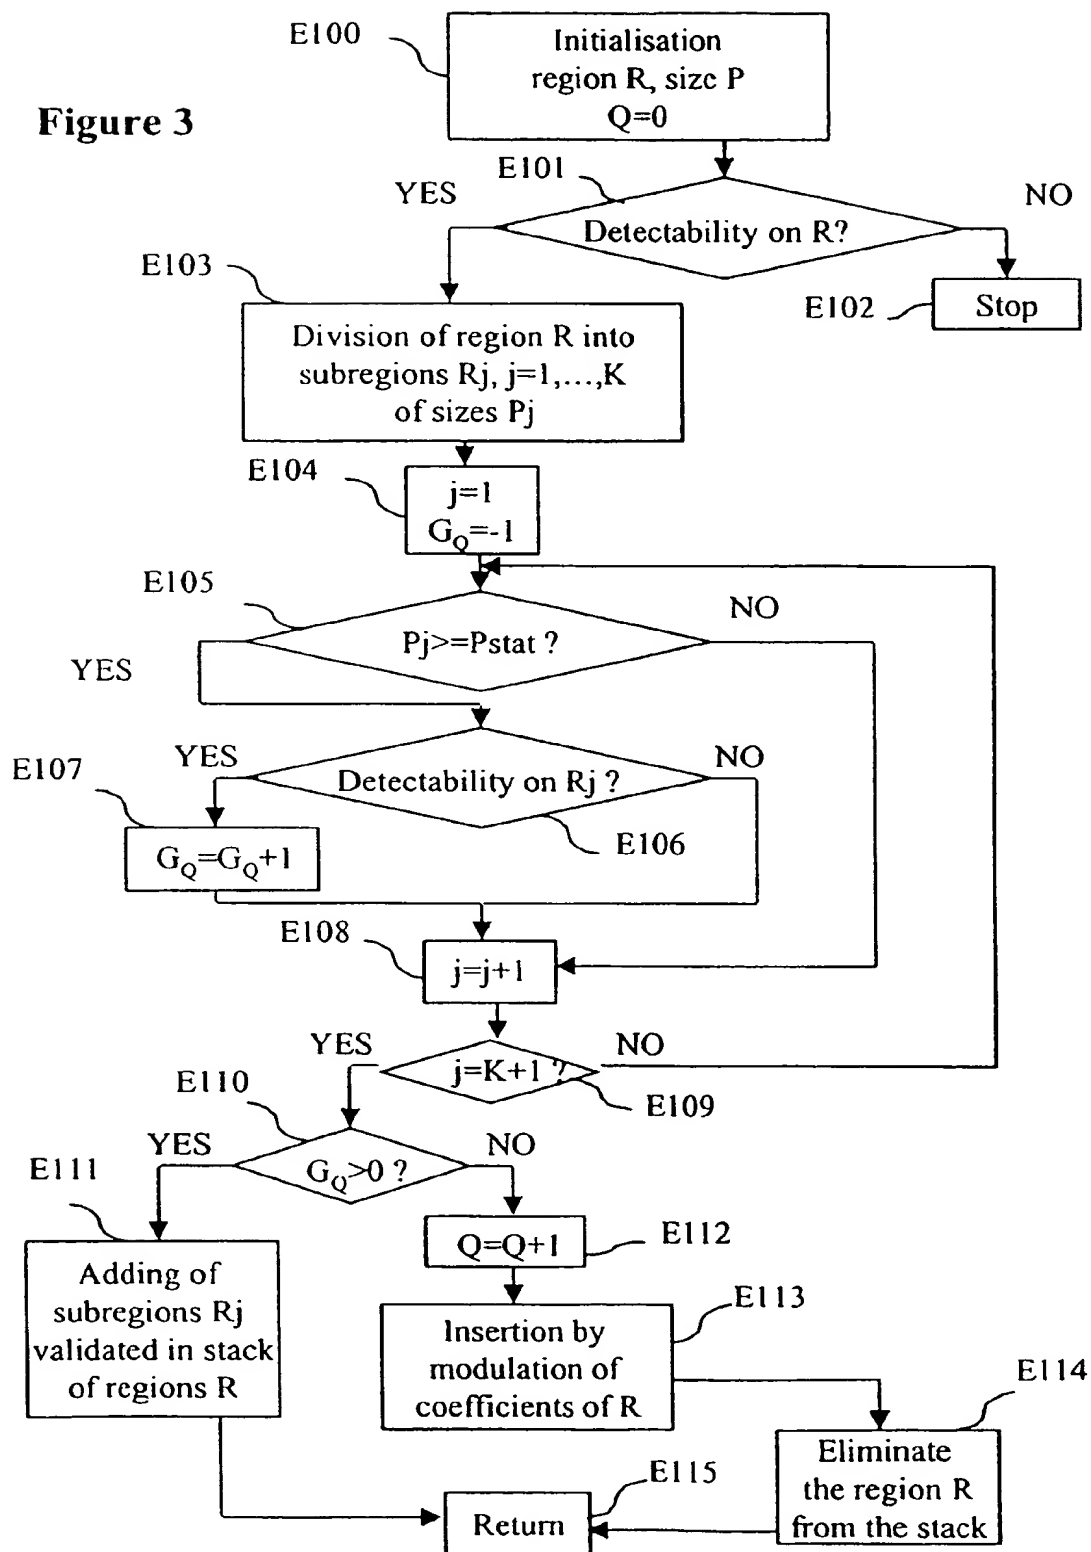 E100
Initialisation
region R, size P
Q=0
Figure 3
E101
YES
NO
Detectability on R?
E103
E102
Stop
Division of region R into
subregions Rj, j=1,...,K
of sizes Pj
E104
j=1
GQ=-1
E105
NO
Pj>=Pstat ?
YES
YES
NO
E107
Detectability on Rj ?
E106
GQ=GQ+1
E108
j=j+1
YES
NO
j=K+1 ?
E109
E110
YES
NO
GQ>0 ?
E111
Q=Q+1
E112
Adding of
subregions Rj
validated in stack
of regions R
E113
Insertion by
modulation of
coefficients of R
E114
Eliminate
the region R
from the stack
E115
Return